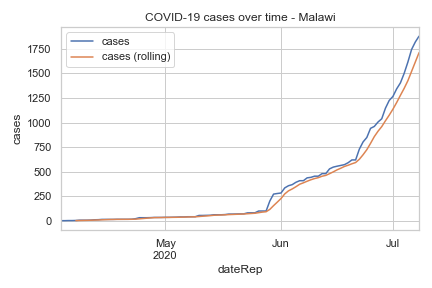 COVID-19 cases over time - Malawi
cases
cases (rolling)
cases
1750
1500
1250
1000
750
500
250
0
May
2020
Jun
Jul
dateRep